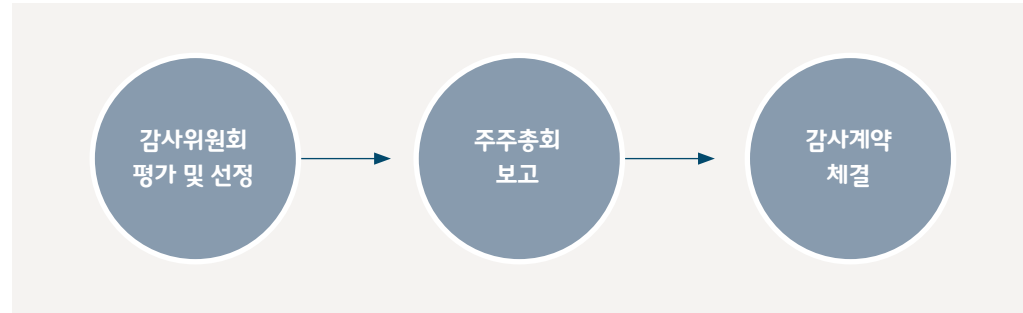 감사위원회
평가 및 선정
주주총회
보고
감사계약
체결